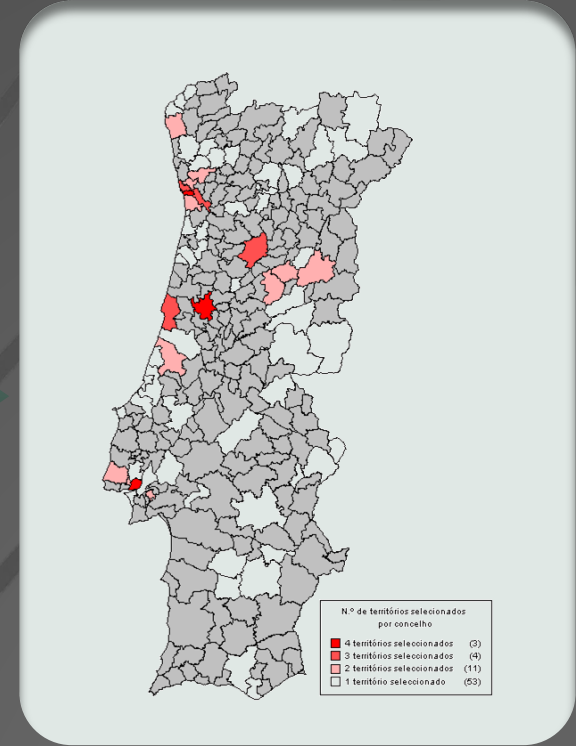 N.º de territórios selecionados
por concelho
4 territórios seleccionados (3)
3 territórios seleccionados (4)
2 territórios seleccionados (11)
1 território seleccionado (53)